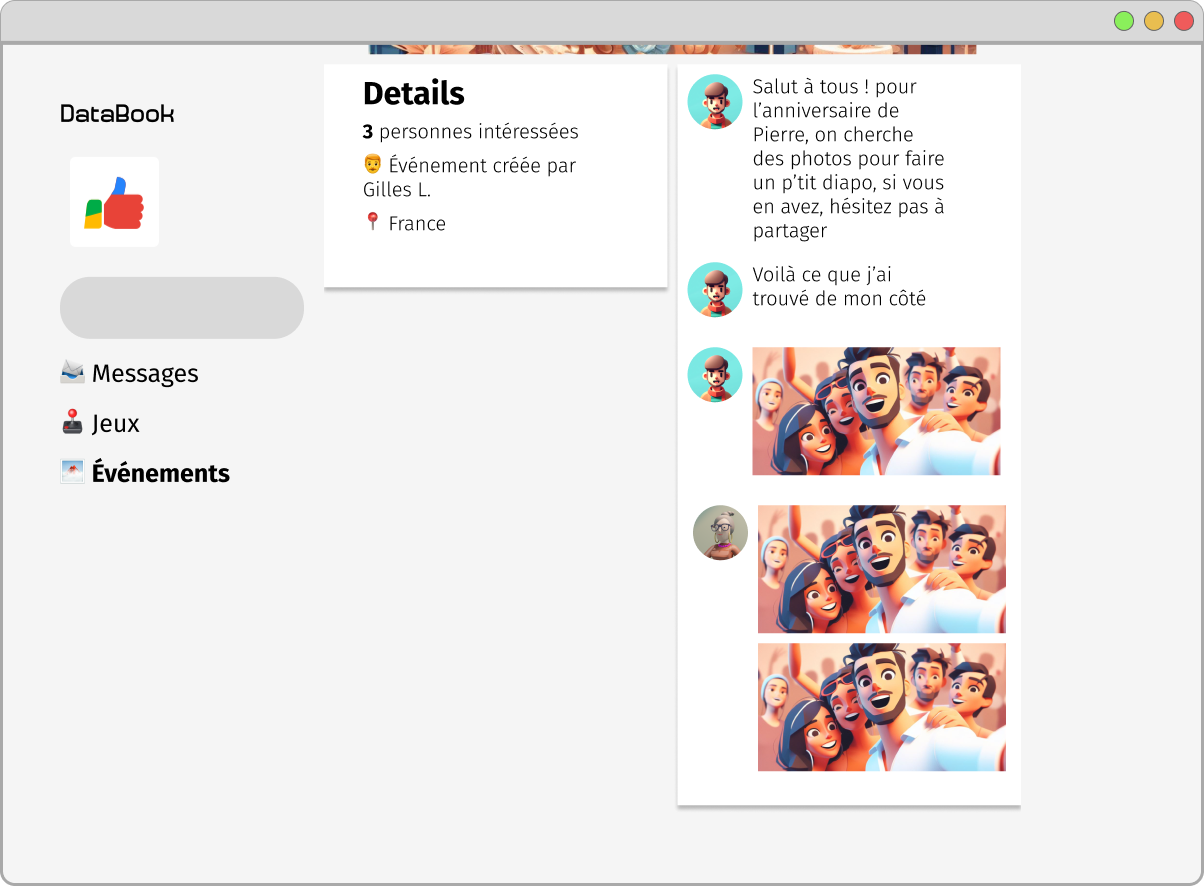 DataBook
Messages
Jeux
Événements
Details
3 personnes intéressées
Événement créée par
Gilles L.
France
Salut à tous ! pour
l’anniversaire de
Pierre, on cherche
des photos pour faire
un p’tit diapo, si vous
en avez, hésitez pas à
partager
Voilà ce que j’ai
trouvé de mon côté